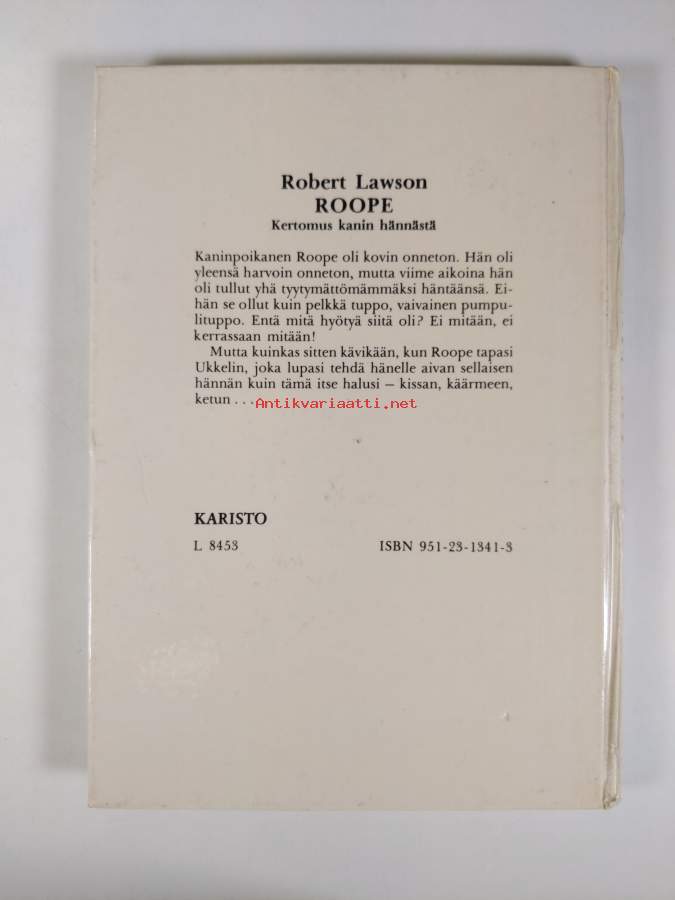 Robert Lawson
ROOPE
Kertomus kanin hännästä
Kaninpoikanen Roope oli kovin onneton. Hän oli
yleensä harvoin onneton, mutta viime aikoina hän
oli tullut yhä tyytymättömämmäksi häntäänsä. Ei-
hän se ollut kuin pelkkä tuppo, vaivainen pumpu-
lituppo. Entä mitä hyötyä siitä oli? Ei mitään, ei
kerrassaan mitään!
Mutta kuinkas sitten kävikään, kun Roope tapasi
Ukkelin, joka lupasi tehdä hänelle aivan sellaisen
hännän kuin tämä itse halusi – kissan, käärmeen,
ketun ...
Antikvariaatti.net
KARISTO
L 8453 ISBN 951-23-1341-3